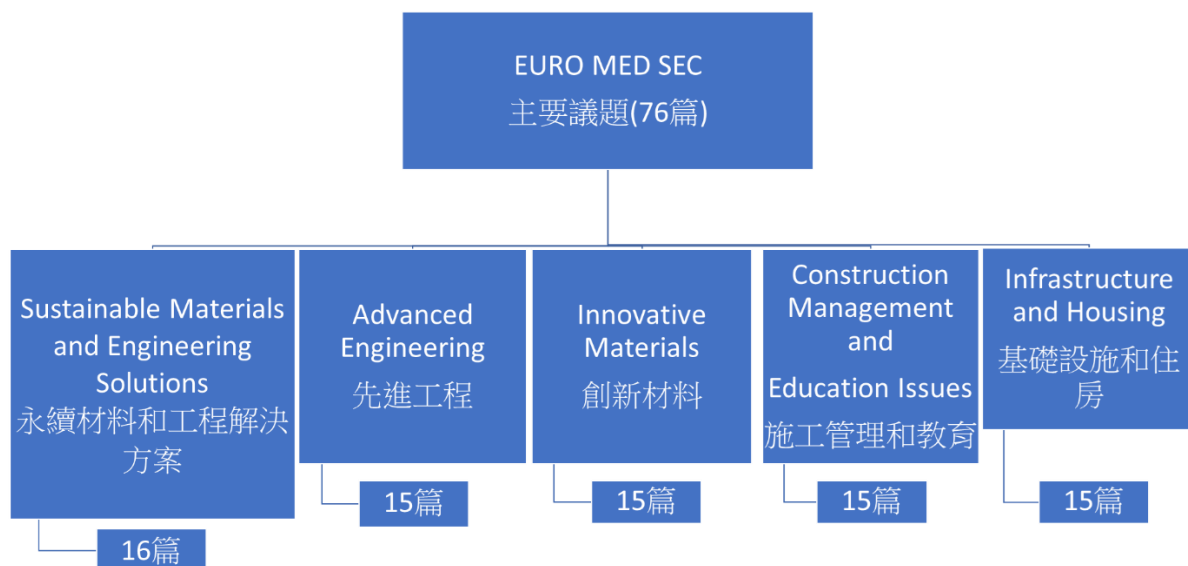 EURO MED SEC
主要議題(76篇)
Sustainable Materials
and Engineering
Solutions
永續材料和工程解決
方案
16篇
Advanced
Engineering
先進工程
15篇
Innovative
Materials
創新材料
15篇
Construction
Management
and
Education Issues
施工管理和教育
15篇
Infrastructure
and Housing
基礎設施和住
房
15篇